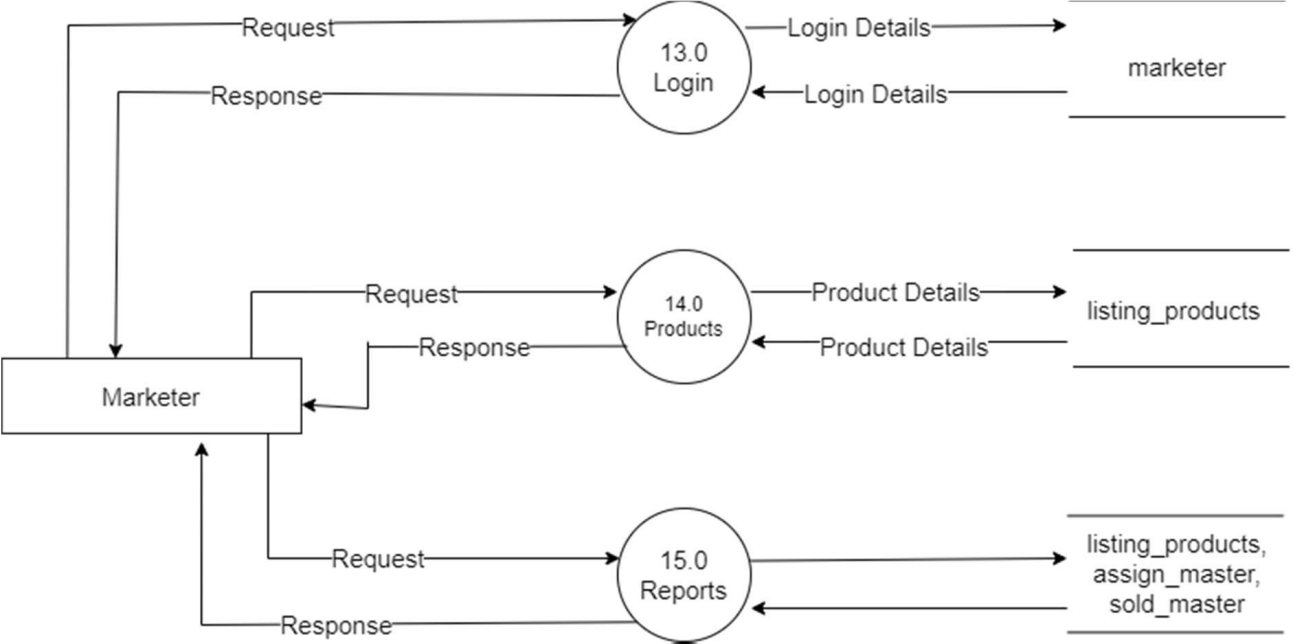 Request
13.0
Login
Login Details
marketer
Response
Login Details
Request
14.0
Products
Product Details
listing_products
Response
Product Details
Marketer
Request
15.0
Reports
listing_products,
assign_master,
sold_master
Response